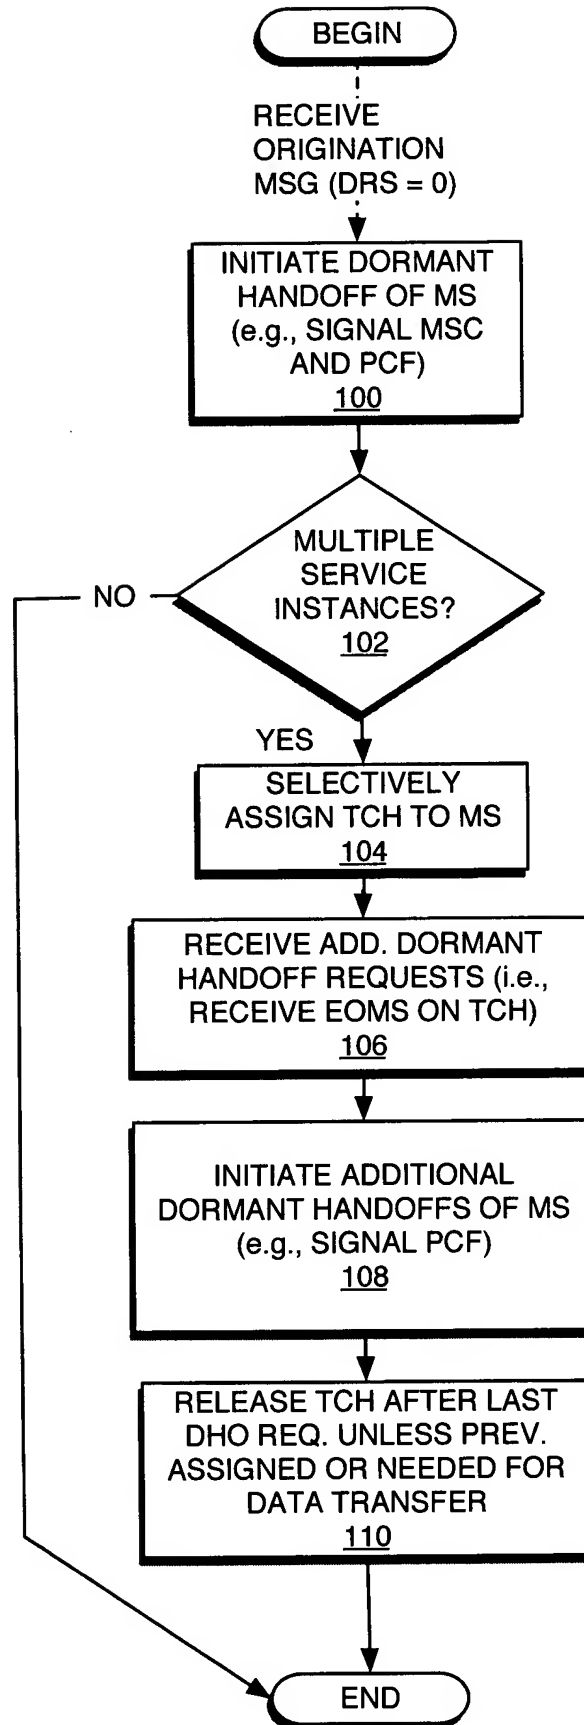 BEGIN
RECEIVE
ORIGINATION
MSG (DRS = 0)
INITIATE DORMANT
HANDOFF OF MS
(e.g., SIGNAL MSC
AND PCF)
100
MULTIPLE
SERVICE
INSTANCES?
102
NO
YES
SELECTIVELY
ASSIGN TCH TO MS
104
RECEIVE ADD. DORMANT
HANDOFF REQUESTS (i.e.,
RECEIVE EOMS ON TCH)
106
INITIATE ADDITIONAL
DORMANT HANDOFFS OF MS
(e.g., SIGNAL PCF)
108
RELEASE TCH AFTER LAST
DHO REQ. UNLESS PREV.
ASSIGNED OR NEEDED FOR
DATA TRANSFER
110
END